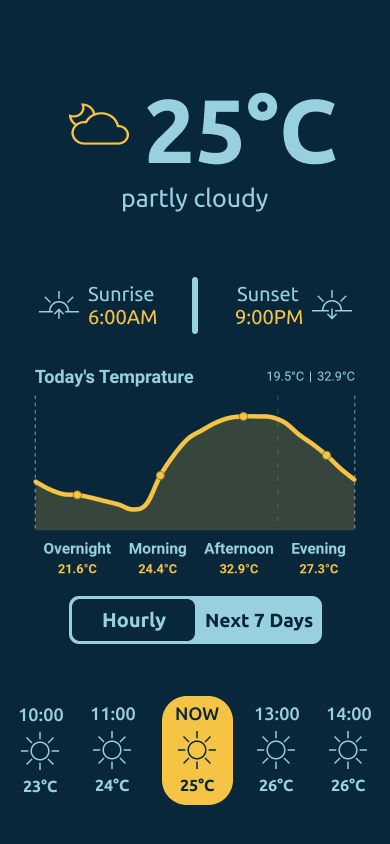 25°C
partly cloudy
Sunrise
6:00AM
Sunset
9:00PM
Today's Temprature
19.5°C | 32.9°C
Overnight Morning Afternoon Evening
21.6°C 24.4°C 32.9°C 27.3°C
Hourly Next 7 Days
10:00 11:00 NOW 13:00 14:00
23°C 24°C 25°C 26°C 26°C